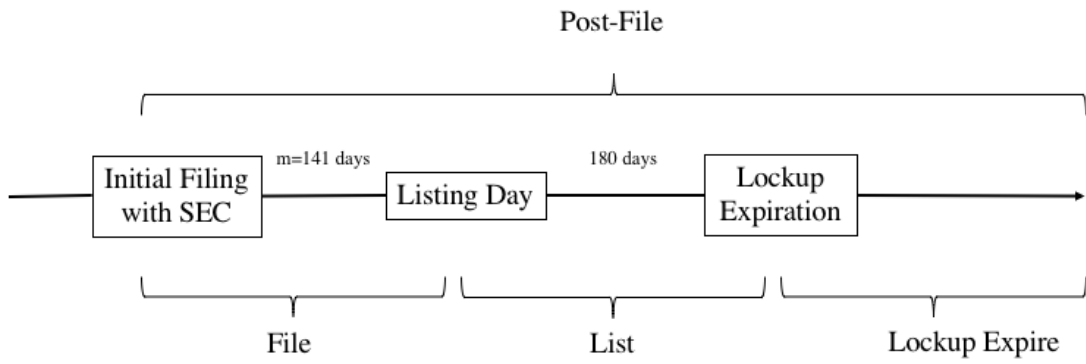 Post-File
Initial Filing
with SEC
m=141 days
Listing Day
180 days
Lockup
Expiration
File
List
Lockup Expire